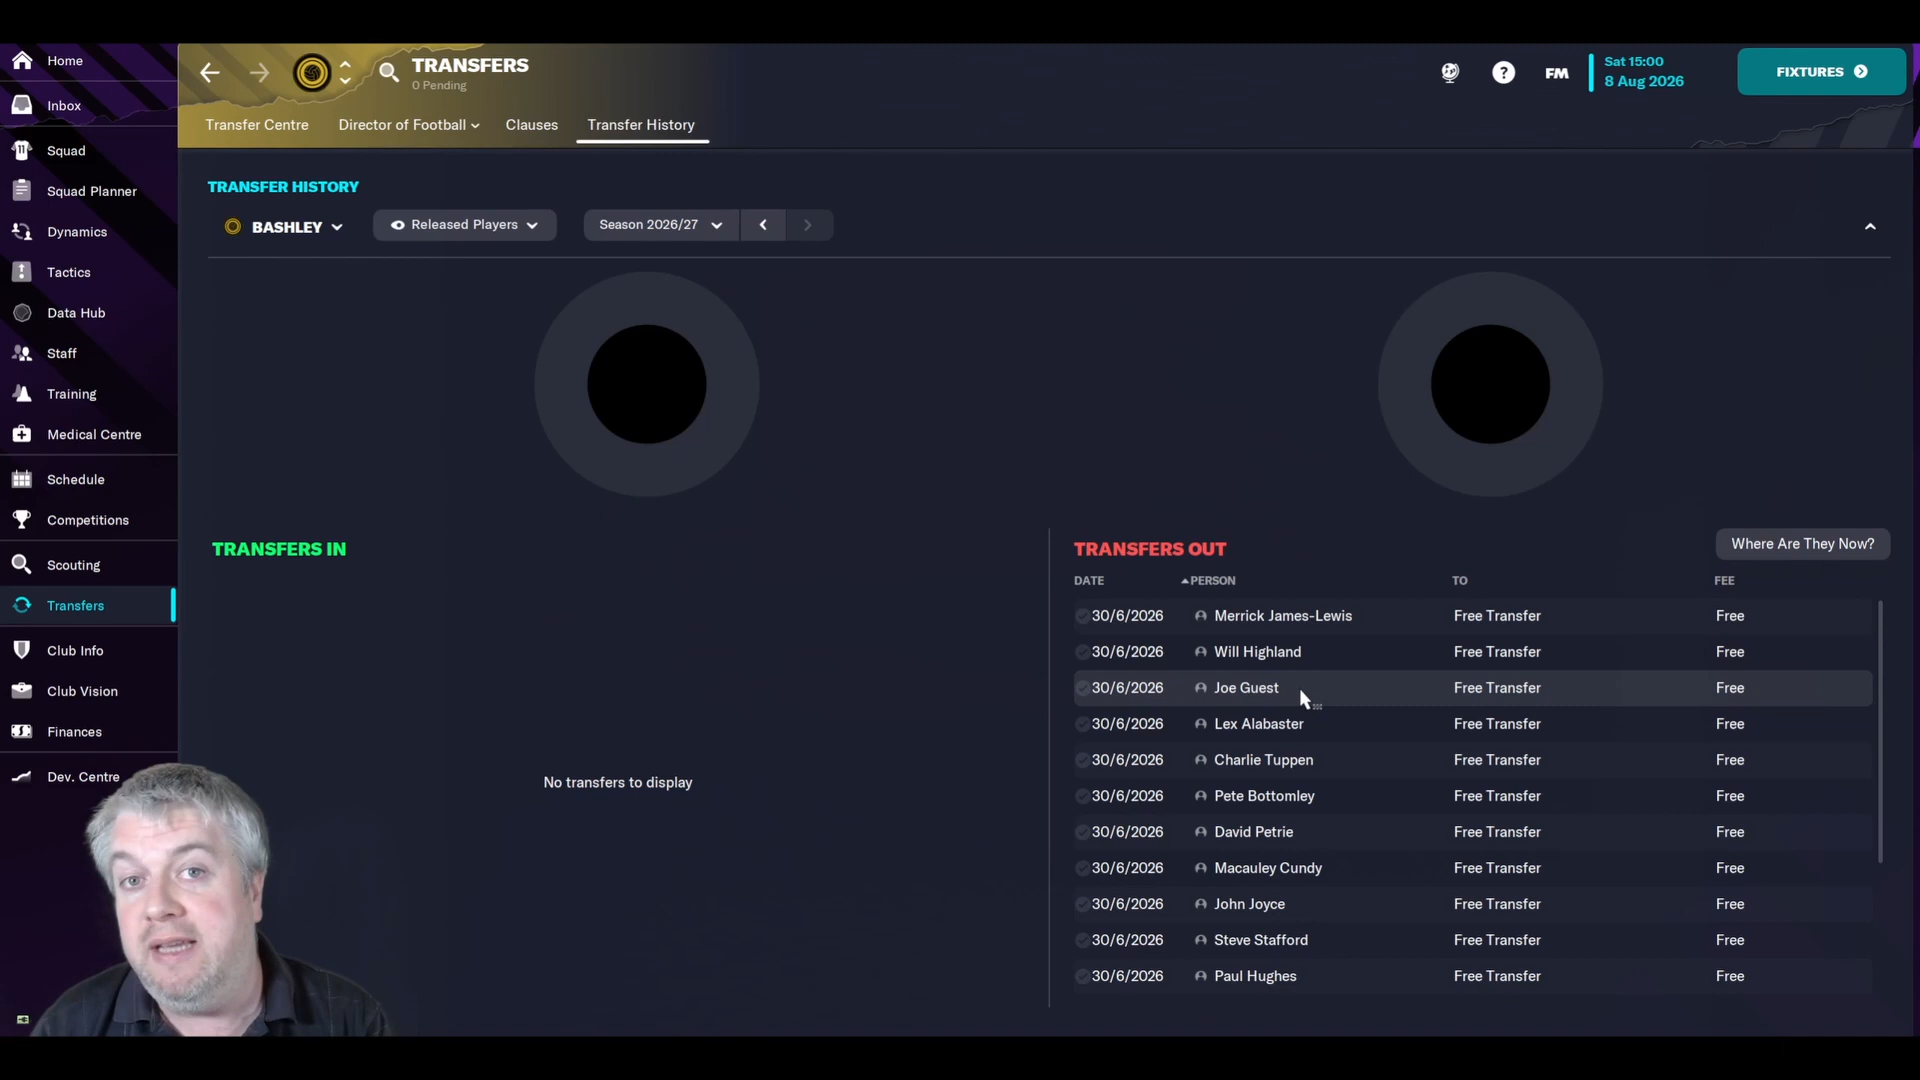 Home
Inbox
Squad
Squad Planner
Dynamics
Tactics
Data Hub
Staff
Training
Medical Centre
Schedule
Competitions
Scouting
Transfers
Club Info
Club Vision
Finances
Dev. Centre
TRANSFERS
0 Pending
FM
Sat 15:00
8 Aug 2026
FIXTURES
Transfer Centre Director of Football Clauses Transfer History
TRANSFER HISTORY
BASHLEY Released Players Season 2026/27
TRANSFERS IN
No transfers to display
TRANSFERS OUT
Where Are They Now?
DATE PERSON TO FEE
30/6/2026 Merrick James-Lewis Free Transfer Free
30/6/2026 Will Highland Free Transfer Free
30/6/2026 Joe Guest Free Transfer Free
30/6/2026 Lex Alabaster Free Transfer Free
30/6/2026 Charlie Tuppen Free Transfer Free
30/6/2026 Pete Bottomley Free Transfer Free
30/6/2026 David Petrie Free Transfer Free
30/6/2026 Macauley Cundy Free Transfer Free
30/6/2026 John Joyce Free Transfer Free
30/6/2026 Steve Stafford Free Transfer Free
30/6/2026 Paul Hughes Free Transfer Free